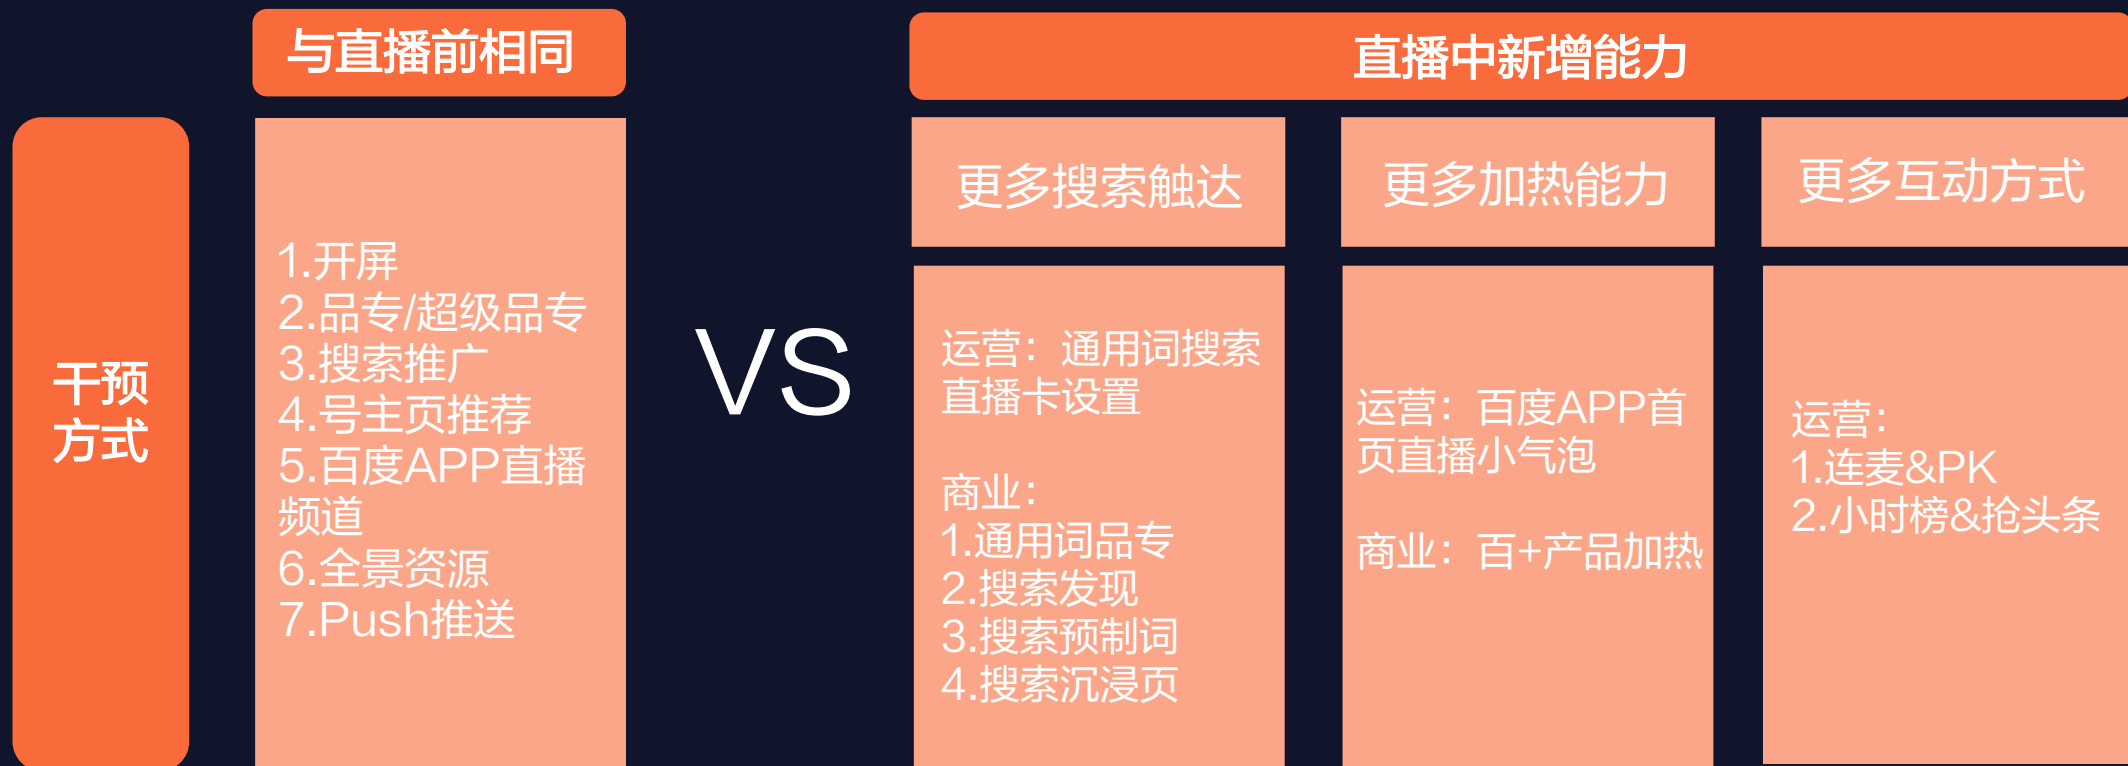 与直播前相同
直播中新增能力
干预
方式
1.开屏
2.品专/超级品专
3.搜索推广
4.号主页推荐
5.百度APP直播
频道
6.全景资源
7.Push推送
VS
更多搜索触达
运营：通用词搜索
直播卡设置
商业：
1.通用词品专
2.搜索发现
3.搜索预制词
4.搜索沉浸页
更多加热能力
运营：百度APP首
页直播小气泡
商业：百+产品加热
更多互动方式
运营：
1.连麦&PK
2.小时榜&抢头条